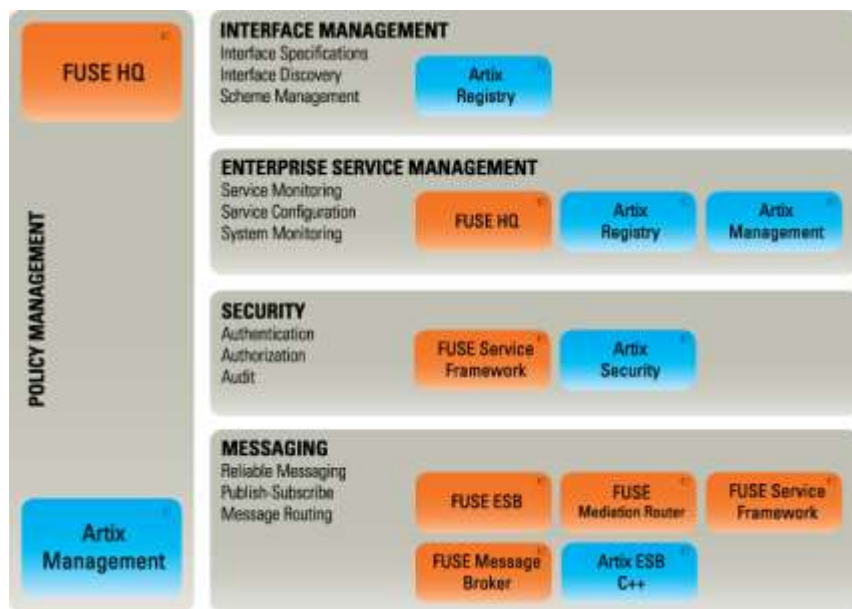 FUSE HQ
POLICY MANAGEMENT
Artix
Management
INTERFACE MANAGEMENT
Interface Specifications
Interface Discovery
Scheme Management
Artix
Registry
ENTERPRISE SERVICE MANAGEMENT
Service Monitoring
Service Configuration
System Monitoring
FUSE HQ
Artix
Registry
Artix
Management
SECURITY
Authentication
Authorization
Audit
FUSE Service
Framework
Artix
Security
MESSAGING
Reliable Messaging
Publish-Subscribe
Message Routing
FUSE ESB
FUSE
Mediation Router
FUSE Service
Framework
FUSE Message
Broker
Artix ESB
C++